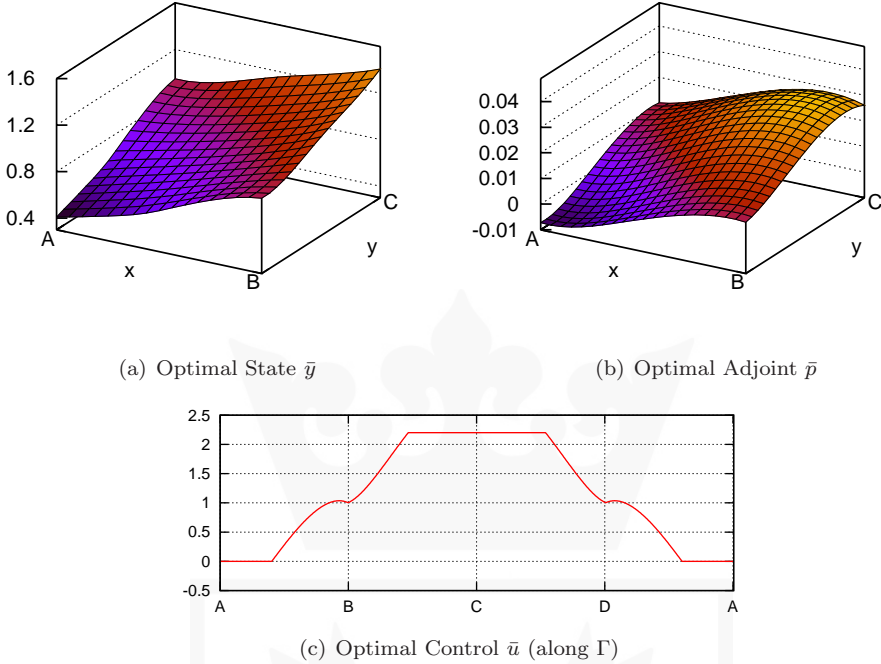 1.6
1.2
0.8
0.4
A
x
B
y
C
0.04
0.03
0.02
0.01
0
-0.01
A
x
B
y
C
(a) Optimal State ȳ
(b) Optimal Adjoint p̄
2.5
2
1.5
1
0.5
0
-0.5
A B C D A
(c) Optimal Control ū (along Γ)